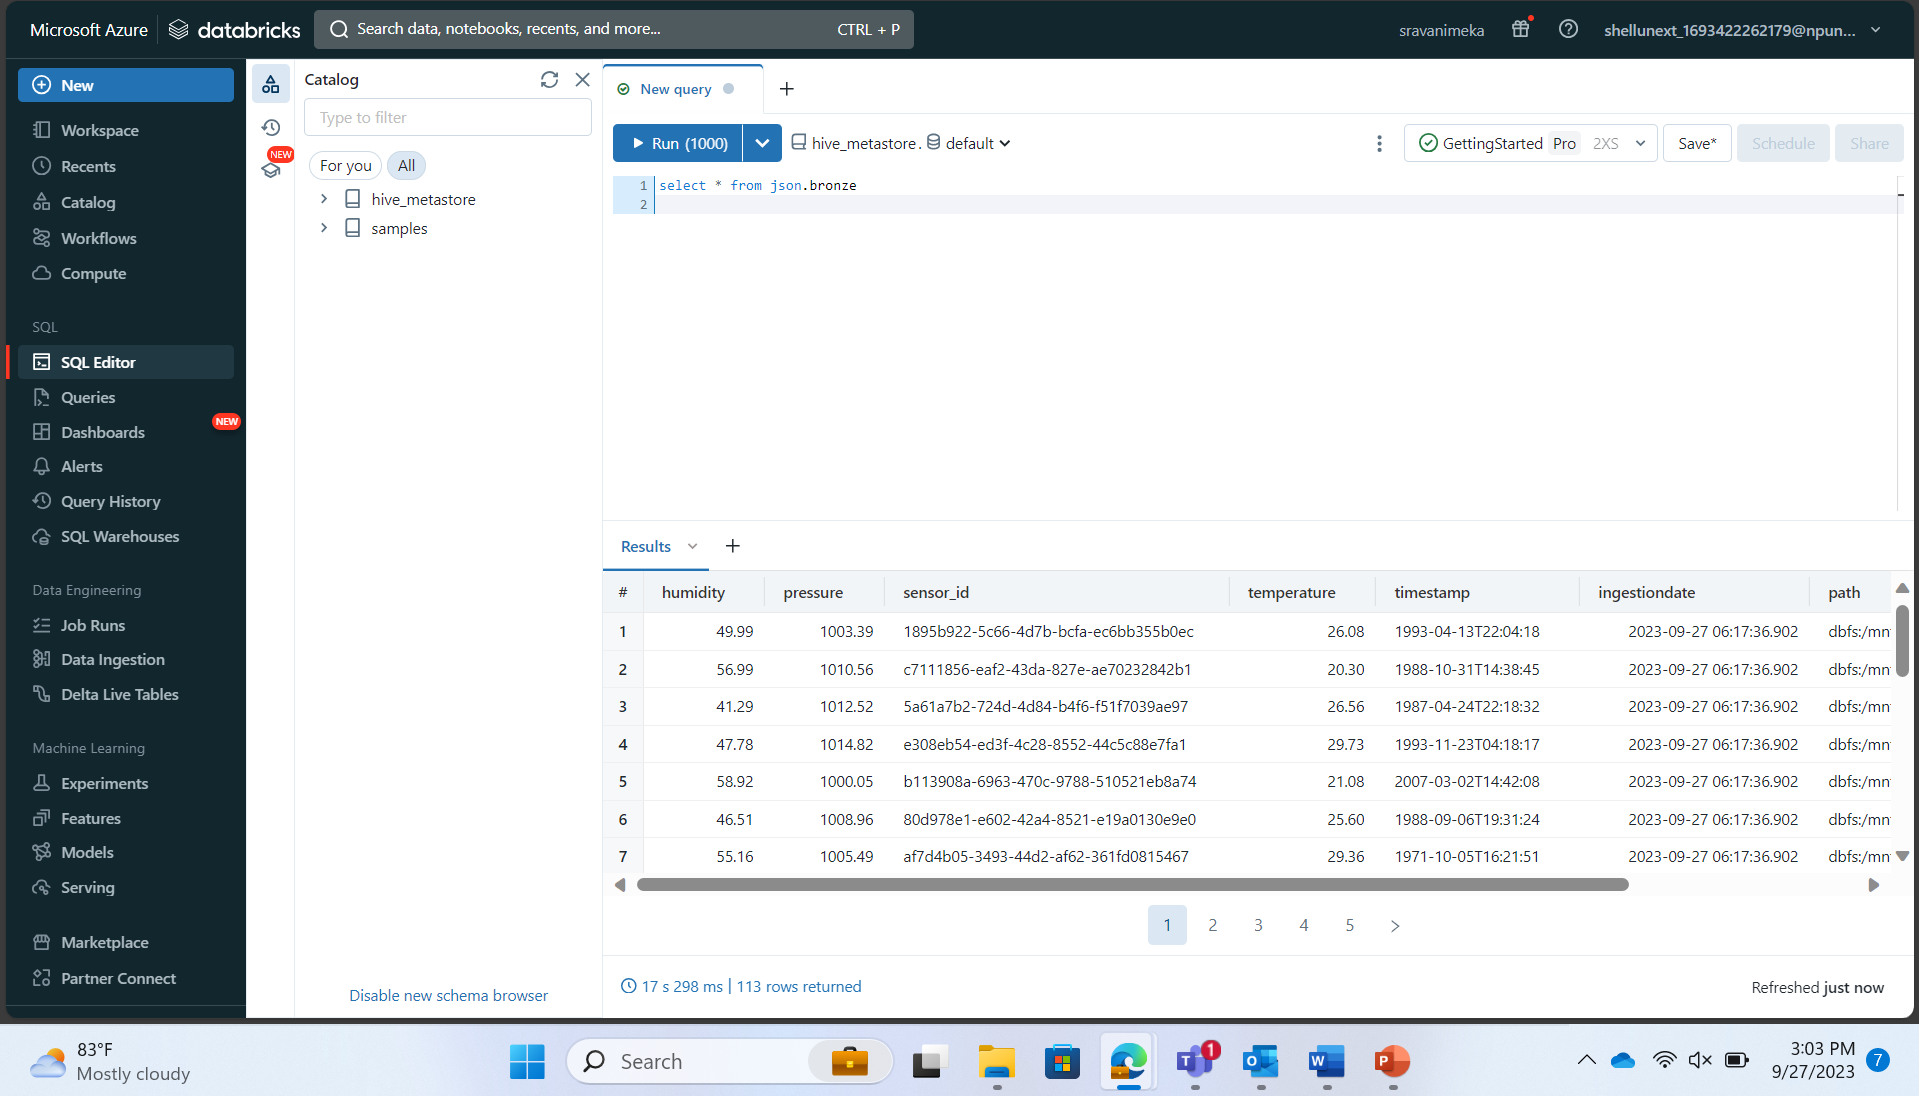 Microsoft Azure databricks Search data, notebooks, recents, and more... CTRL + P sravanimeka shellunext_1693422262179@npun...
New
Workspace
Recents
Catalog
Workflows
Compute
SQL
SQL Editor
Queries
NEW
Dashboards
Alerts
Query History
SQL Warehouses
Data Engineering
Job Runs
Data Ingestion
Delta Live Tables
Machine Learning
Experiments
Features
Models
Serving
Marketplace
Partner Connect
NEW
Catalog
Type to filter
For you All
hive_metastore
samples
Disable new schema browser
New query
Run (1000) hive_metastore . default GettingStarted Pro 2XS Save* Schedule Share
1 select * from json.bronze
2
Results
# humidity pressure sensor_id temperature timestamp ingestiondate path
1 49.99 1003.39 1895b922-5c66-4d7b-bcfa-ec6bb355b0ec 26.08 1993-04-13T22:04:18 2023-09-27 06:17:36.902 dbfs:/mn
2 56.99 1010.56 c7111856-eaf2-43da-827e-ae70232842b1 20.30 1988-10-31T14:38:45 2023-09-27 06:17:36.902 dbfs:/mn
3 41.29 1012.52 5a61a7b2-724d-4d84-b4f6-f51f7039ae97 26.56 1987-04-24T22:18:32 2023-09-27 06:17:36.902 dbfs:/mn
4 47.78 1014.82 e308eb54-ed3f-4c28-8552-44c5c88e7fa1 29.73 1993-11-23T04:18:17 2023-09-27 06:17:36.902 dbfs:/mn
5 58.92 1000.05 b113908a-6963-470c-9788-510521eb8a74 21.08 2007-03-02T14:42:08 2023-09-27 06:17:36.902 dbfs:/mn
6 46.51 1008.96 80d978e1-e602-42a4-8521-e19a0130e9e0 25.60 1988-09-06T19:31:24 2023-09-27 06:17:36.902 dbfs:/mn
7 55.16 1005.49 af7d4b05-3493-44d2-af62-361fd0815467 29.36 1971-10-05T16:21:51 2023-09-27 06:17:36.902 dbfs:/mn
1 2 3 4 5
17 s 298 ms | 113 rows returned
Refreshed just now
83°F
Mostly cloudy
Search
1
3:03 PM
9/27/2023
7